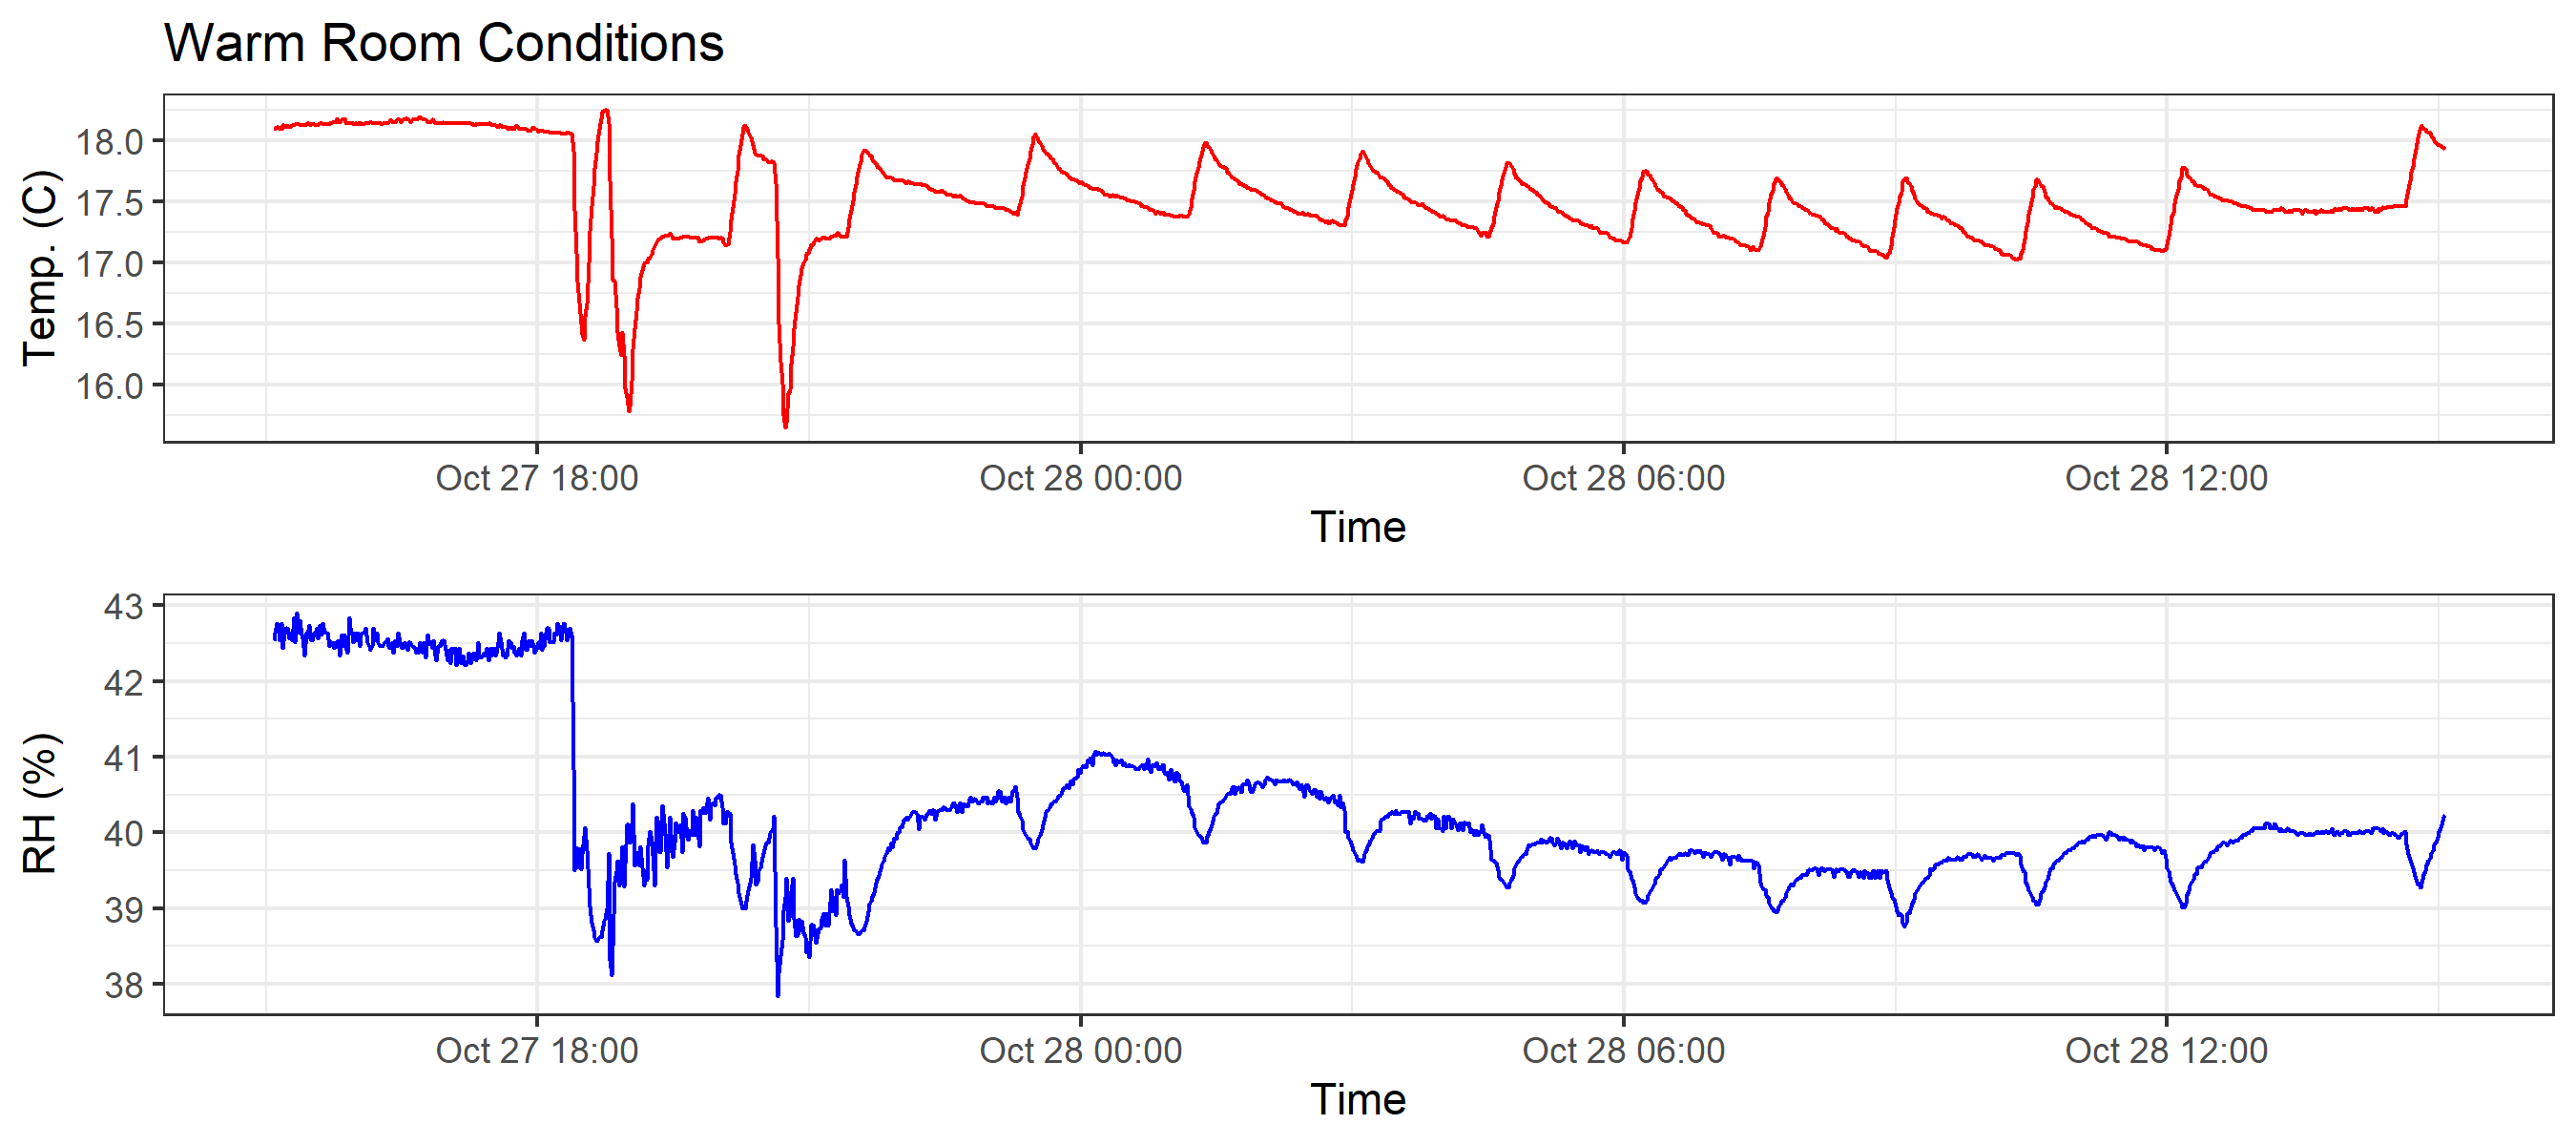 Warm Room Conditions
Temp. (C)
18.0
17.5
17.0
16.5
16.0
Oct 27 18:00 Oct 28 00:00 Oct 28 06:00 Oct 28 12:00
Time
RH (%)
43
42
41
40
39
38
Oct 27 18:00 Oct 28 00:00 Oct 28 06:00 Oct 28 12:00
Time